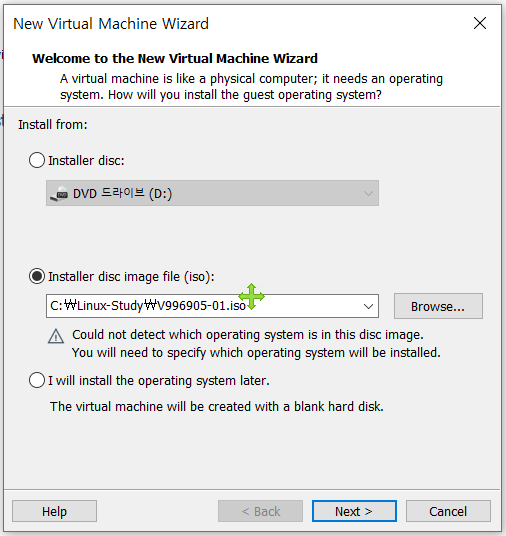 New Virtual Machine Wizard
Welcome to the New Virtual Machine Wizard
A virtual machine is like a physical computer; it needs an operating
system. How will you install the guest operating system?
Install from:
Installer disc:
DVD 드라이브 (D:)
Installer disc image file (iso):
C:₩Linux-Study₩V996905-01.iso
Browse...
Could not detect which operating system is in this disc image.
You will need to specify which operating system will be installed.
I will install the operating system later.
The virtual machine will be created with a blank hard disk.
Help
< Back
Next >
Cancel